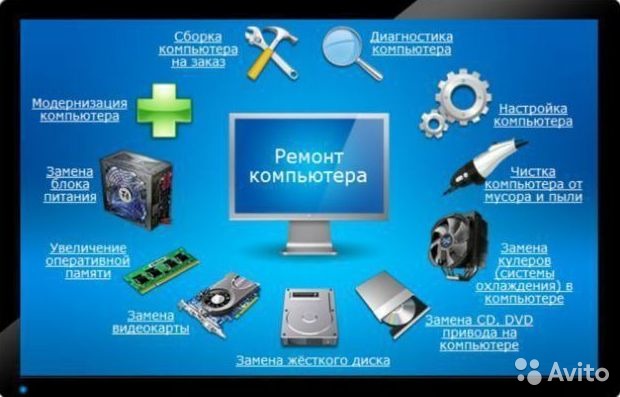 Сборка
компьютера
на заказ
Диагностика
компьютера
Модернизация
компьютера
Настройка
компьютера
Ремонт
компьютера
Замена
блока
питания
Чистка
компьютера от
мусора и пыли
Увеличение
оперативной
памяти
Замена
кулеров
(системы
охлаждения) в
компьютере
Замена
видеокарты
Замена CD, DVD
привода на
компьютере
Замена жёсткого диска
Avito